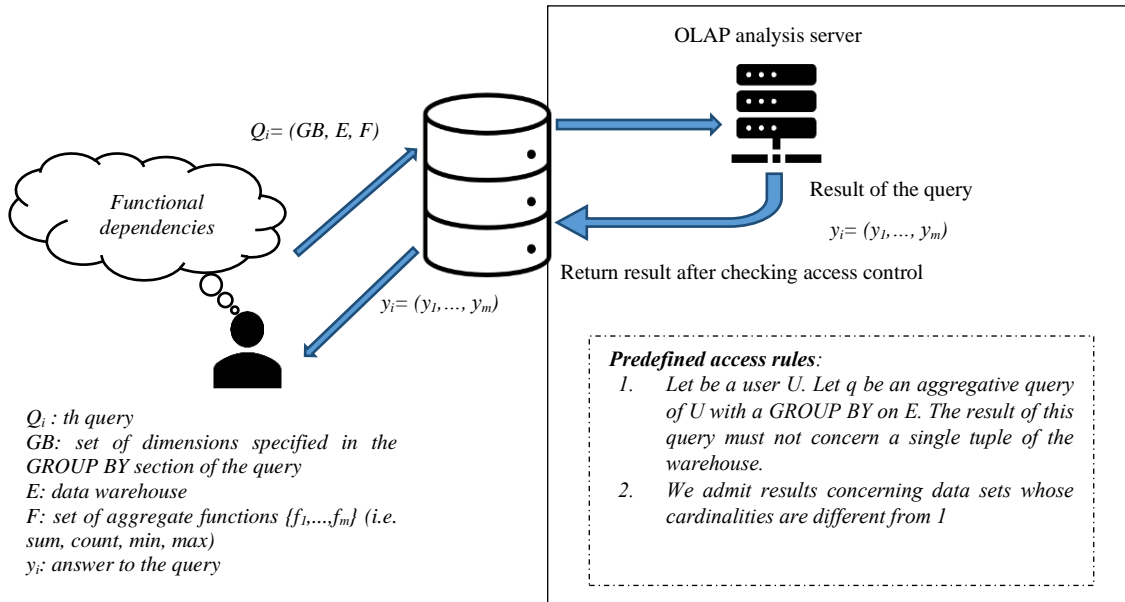 OLAP analysis server
Qi= (GB, E, F)
Functional
dependencies
Result of the query
yi= (y1,..., ym)
Return result after checking access control
yi= (y1,..., ym)
Qi : th query
GB: set of dimensions specified in the
GROUP BY section of the query
E: data warehouse
F: set of aggregate functions {f1,...,fm} (i.e.
sum, count, min, max)
yi: answer to the query
Predefined access rules:
1. Let be a user U. Let q be an aggregative query
of U with a GROUP BY on E. The result of this
query must not concern a single tuple of the
warehouse.
2. We admit results concerning data sets whose
cardinalities are different from 1